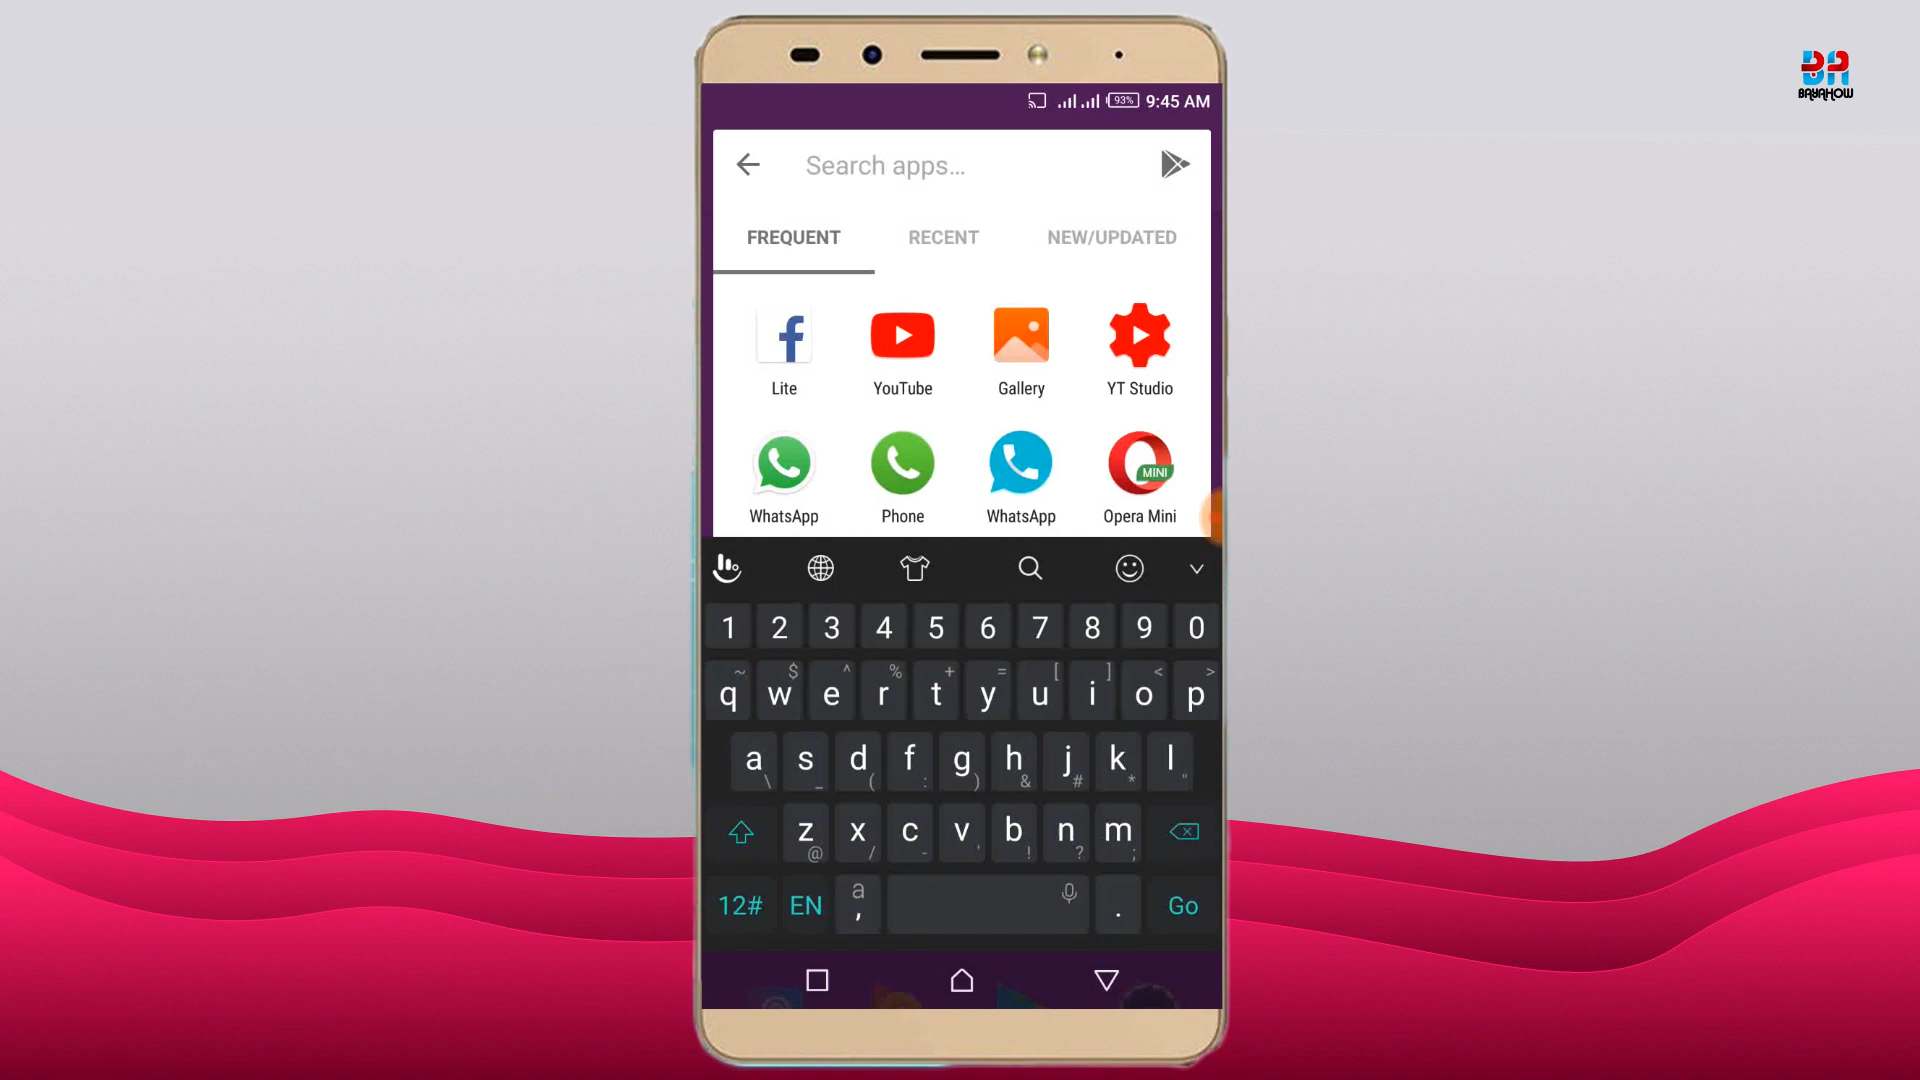 BAYAHOW
93% 9:45 AM
Search apps...
FREQUENT RECENT NEW/UPDATED
Lite YouTube Gallery YT Studio
MINI
WhatsApp Phone WhatsApp Opera Mini
1 2 3 4 5 6 7 8 9 0
~ $ ^ % + = [ ] < >
q w e r t y u i o p
a s d f g h j k l
\ _ ( : ) & # * "
z x c v b n m
@ / - ' ! ? ;
12# EN a , . Go